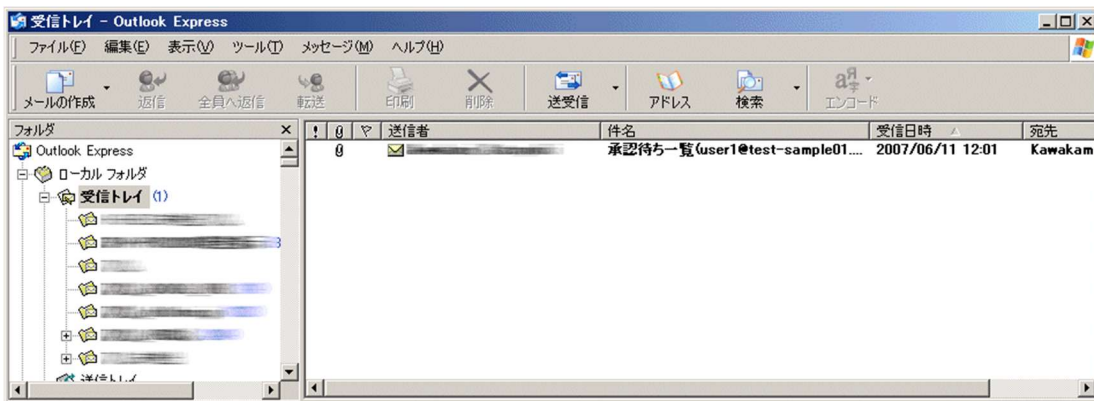 受信トレイ - Outlook Express
ファイル(F) 編集(E) 表示(V) ツール(T) メッセージ(M) ヘルプ(H)
メールの作成 返信 全員へ返信 転送 印刷 削除 送受信 アドレス 検索 エンコード
フォルダ × ! 送信者 件名 受信日時 宛先
Outlook Express 承認待ち一覧(user1@test-sample01.... 2007/06/11 12:01 Kawakam
ローカル フォルダ
受信トレイ (1)
送信トレイ